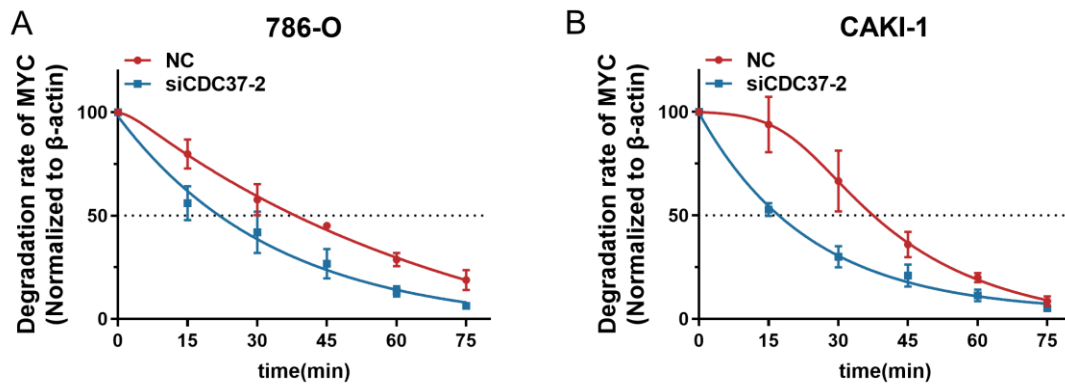 A
786-O
NC
siCDC37-2
Degradation rate of MYC
(Normalized to β-actin)
100
50
0
0 15 30 45 60 75
time(min)
B
CAKI-1
NC
siCDC37-2
Degradation rate of MYC
(Normalized to β-actin)
100
50
0
0 15 30 45 60 75
time(min)